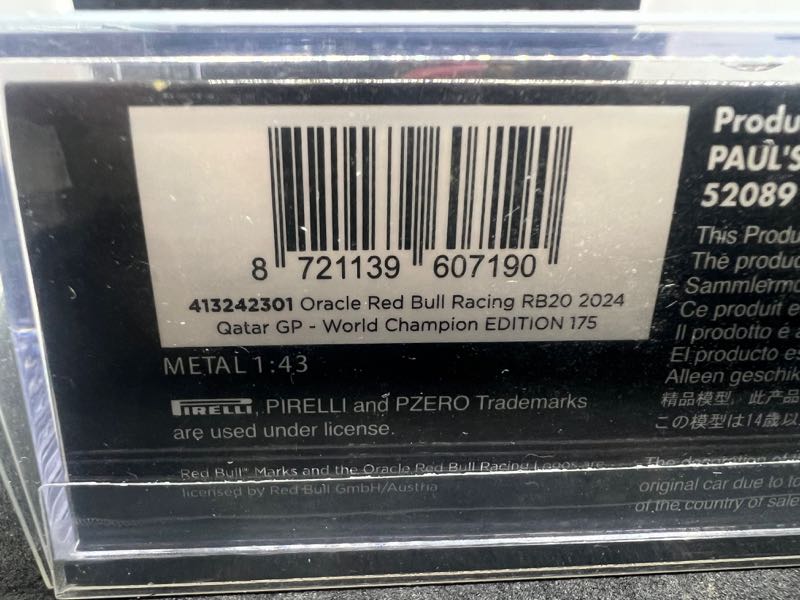 8 721139 607190
413242301 Oracle Red Bull Racing RB20 2024
Qatar GP - World Champion EDITION 175
METAL 1:43
PIRELLI, PIRELLI and PZERO Trademarks
are used under license.
Red Bull® Marks and the Oracle Red Bull Racing Logos are
licensed by Red Bull GmbH/Austria
Produ
PAUL'S
52089
This Produ
The produc
Sammlermo
Ce produit e
Il prodotto é a
El producto es
Alleen geschik
精品模型，此产品
この模型は14歳以
The decoration of
original car due to to
of the country of sale